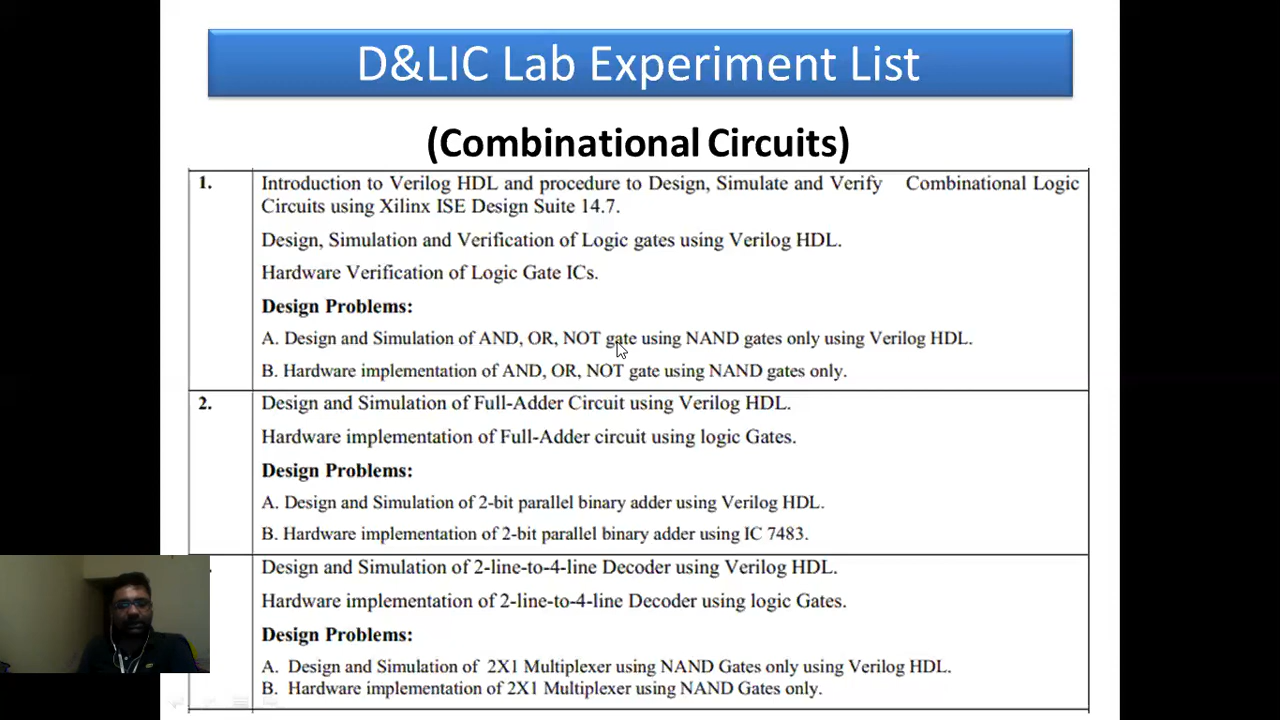 D&LIC Lab Experiment List
(Combinational Circuits)
1.
Introduction to Verilog HDL and procedure to Design, Simulate and Verify Combinational Logic
Circuits using Xilinx ISE Design Suite 14.7.
Design, Simulation and Verification of Logic gates using Verilog HDL.
Hardware Verification of Logic Gate ICs.
Design Problems:
A. Design and Simulation of AND, OR, NOT gate using NAND gates only using Verilog HDL.
B. Hardware implementation of AND, OR, NOT gate using NAND gates only.
2.
Design and Simulation of Full-Adder Circuit using Verilog HDL.
Hardware implementation of Full-Adder circuit using logic Gates.
Design Problems:
A. Design and Simulation of 2-bit parallel binary adder using Verilog HDL.
B. Hardware implementation of 2-bit parallel binary adder using IC 7483.
Design and Simulation of 2-line-to-4-line Decoder using Verilog HDL.
Hardware implementation of 2-line-to-4-line Decoder using logic Gates.
Design Problems:
A. Design and Simulation of 2X1 Multiplexer using NAND Gates only using Verilog HDL.
B. Hardware implementation of 2X1 Multiplexer using NAND Gates only.